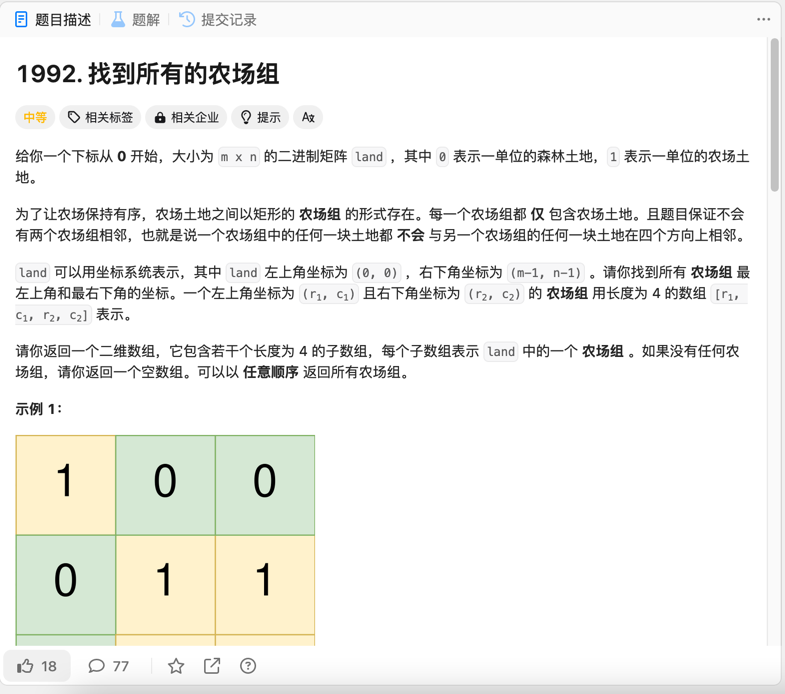 题目描述 题解 提交记录
1992. 找到所有的农场组
中等 相关标签 相关企业 提示 Aあ
给你一个下标从 0 开始，大小为 m x n 的二进制矩阵 land ，其中 0 表示一单位的森林土地，1 表示一单位的农场土
地。
为了让农场保持有序，农场土地之间以矩形的 农场组 的形式存在。每一个农场组都 仅 包含农场土地。且题目保证不会
有两个农场组相邻，也就是说一个农场组中的任何一块土地都 不会 与另一个农场组的任何一块土地在四个方向上相邻。
land 可以用坐标系统表示，其中 land 左上角坐标为 (0, 0) ，右下角坐标为 (m-1, n-1) 。请你找到所有 农场组 最
左上角和最右下角的坐标。一个左上角坐标为 (r₁, c₁) 且右下角坐标为 (r₂, c₂) 的 农场组 用长度为 4 的数组 [r₁,
c₁, r₂, c₂] 表示。
请你返回一个二维数组，它包含若干个长度为 4 的子数组，每个子数组表示 land 中的一个 农场组 。如果没有任何农
场组，请你返回一个空数组。可以以 任意顺序 返回所有农场组。
示例 1：
1 0 0
0 1 1
18 77